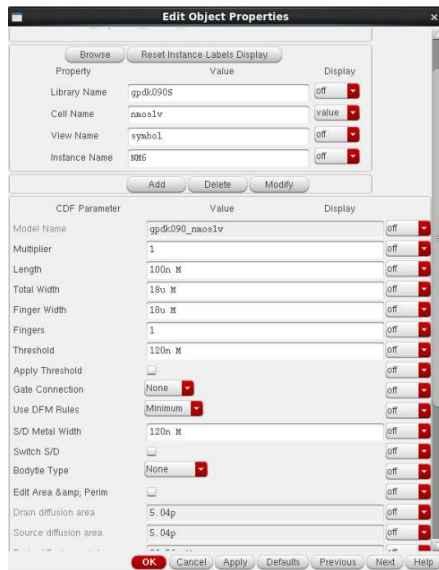 Edit Object Properties
Browse Reset Instance Labels Display
Property Value Display
Library Name gpdk090S off
Cell Name nmos1v value
View Name symbol off
Instance Name NM6 off
Add Delete Modify
CDF Parameter Value Display
Model Name gpdk090_nmos1v off
Multiplier 1 off
Length 100n M off
Total Width 18u M off
Finger Width 18u M off
Fingers 1 off
Threshold 120n M off
Apply Threshold off
Gate Connection None off
Use DFM Rules Minimum off
S/D Metal Width 120n M off
Switch S/D off
Bodytie Type None off
Edit Area &amp; Perim off
Drain diffusion area 5.04p off
Source diffusion area 5.04p off
OK Cancel Apply Defaults Previous Next Help